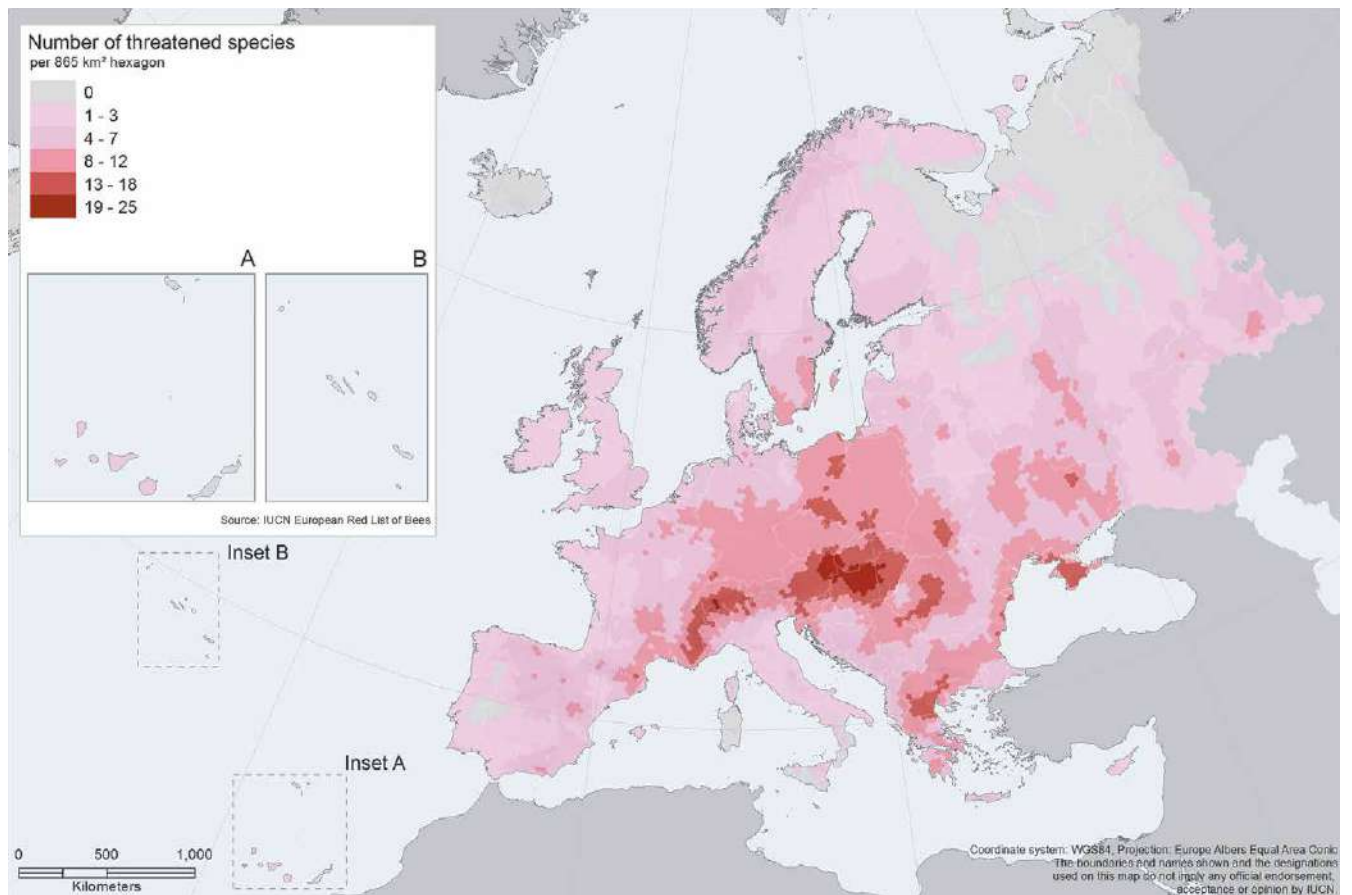 Number of threatened species
per 865 km² hexagon
0
1 - 3
4 - 7
8 - 12
13 - 18
19 - 25
A
B
Source: IUCN European Red List of Bees
Inset B
Inset A
0 500 1,000
Kilometers
Coordinate system: WGS84, Projection: Europe Albers Equal Area Conic
The boundaries and names shown and the designations
used on this map do not imply any official endorsement,
acceptance or opinion by IUCN.